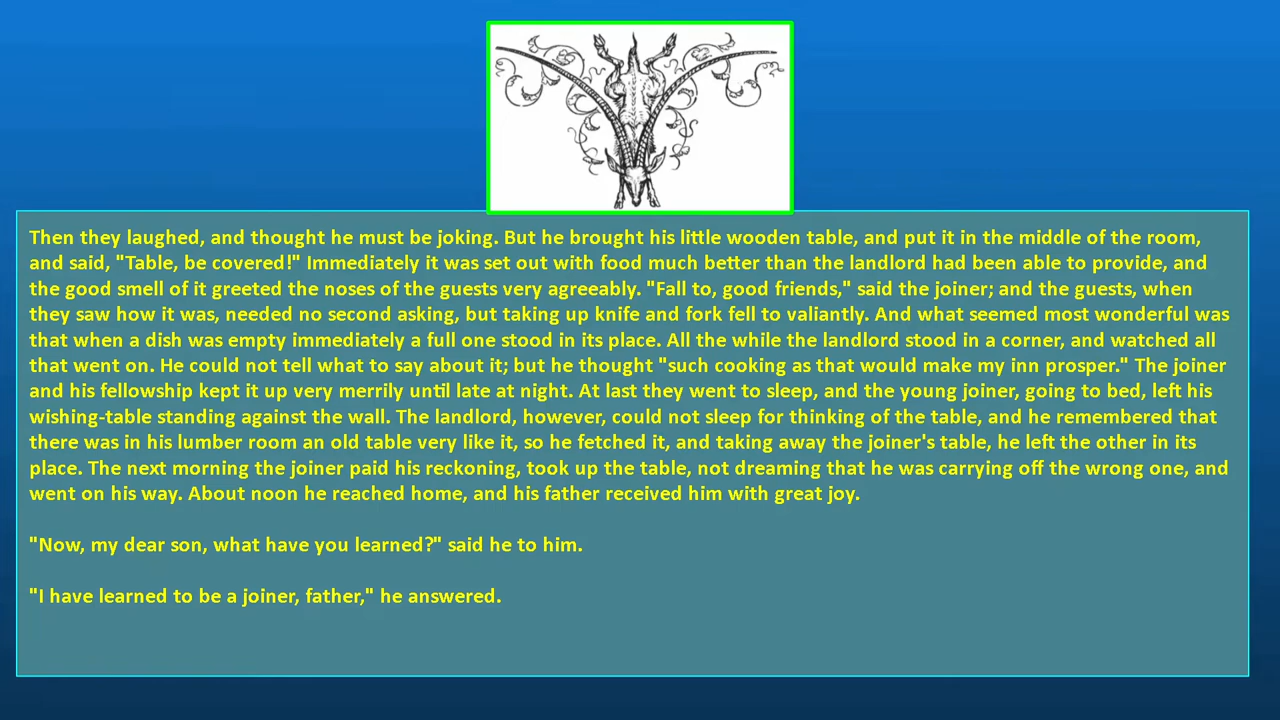 Then they laughed, and thought he must be joking. But he brought his little wooden table, and put it in the middle of the room,
and said, "Table, be covered!" Immediately it was set out with food much better than the landlord had been able to provide, and
the good smell of it greeted the noses of the guests very agreeably. "Fall to, good friends," said the joiner; and the guests, when
they saw how it was, needed no second asking, but taking up knife and fork fell to valiantly. And what seemed most wonderful was
that when a dish was empty immediately a full one stood in its place. All the while the landlord stood in a corner, and watched all
that went on. He could not tell what to say about it; but he thought "such cooking as that would make my inn prosper." The joiner
and his fellowship kept it up very merrily until late at night. At last they went to sleep, and the young joiner, going to bed, left his
wishing-table standing against the wall. The landlord, however, could not sleep for thinking of the table, and he remembered that
there was in his lumber room an old table very like it, so he fetched it, and taking away the joiner's table, he left the other in its
place. The next morning the joiner paid his reckoning, took up the table, not dreaming that he was carrying off the wrong one, and
went on his way. About noon he reached home, and his father received him with great joy.
"Now, my dear son, what have you learned?" said he to him.
"I have learned to be a joiner, father," he answered.